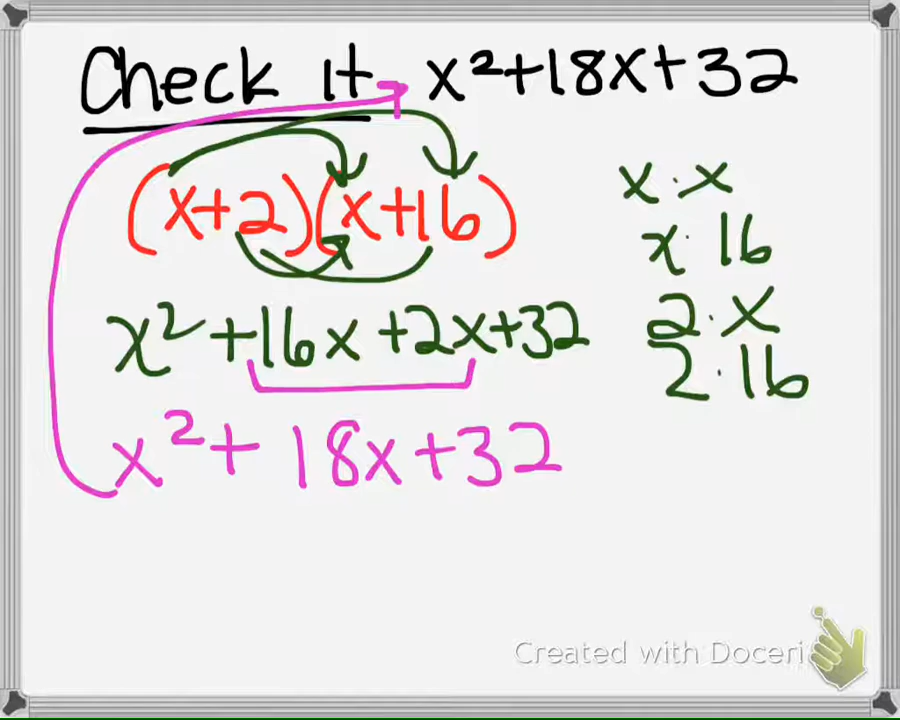 Check it x²+18x+32
(x+2)(x+16)
x² +16x +2x+32
x²+ 18x+32
x·x
x·16
2·x
2·16
Created with Doceri